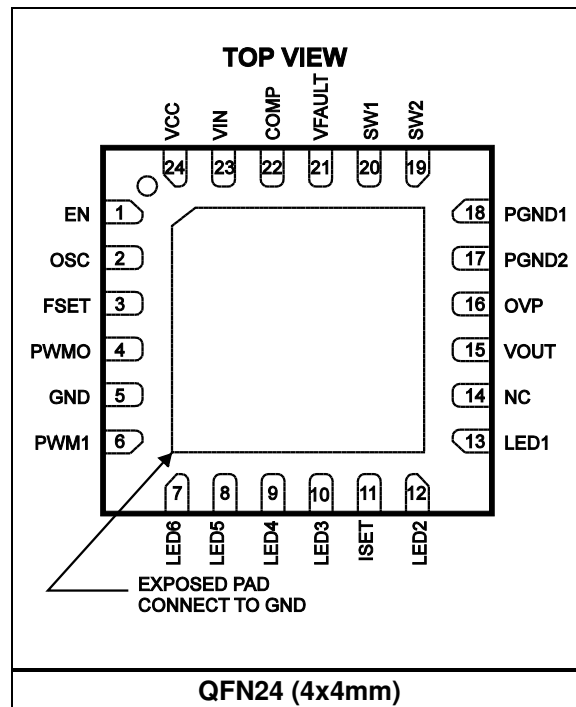 TOP VIEW
VCC VIN COMP VFAULT SW1 SW2
24 23 22 21 20 19
EN 1 18 PGND1
OSC 2 17 PGND2
FSET 3 16 OVP
PWMO 4 15 VOUT
GND 5 14 NC
PWM1 6 13 LED1
7 8 9 10 11 12
LED6 LED5 LED4 LED3 ISET LED2
EXPOSED PAD
CONNECT TO GND
QFN24 (4x4mm)